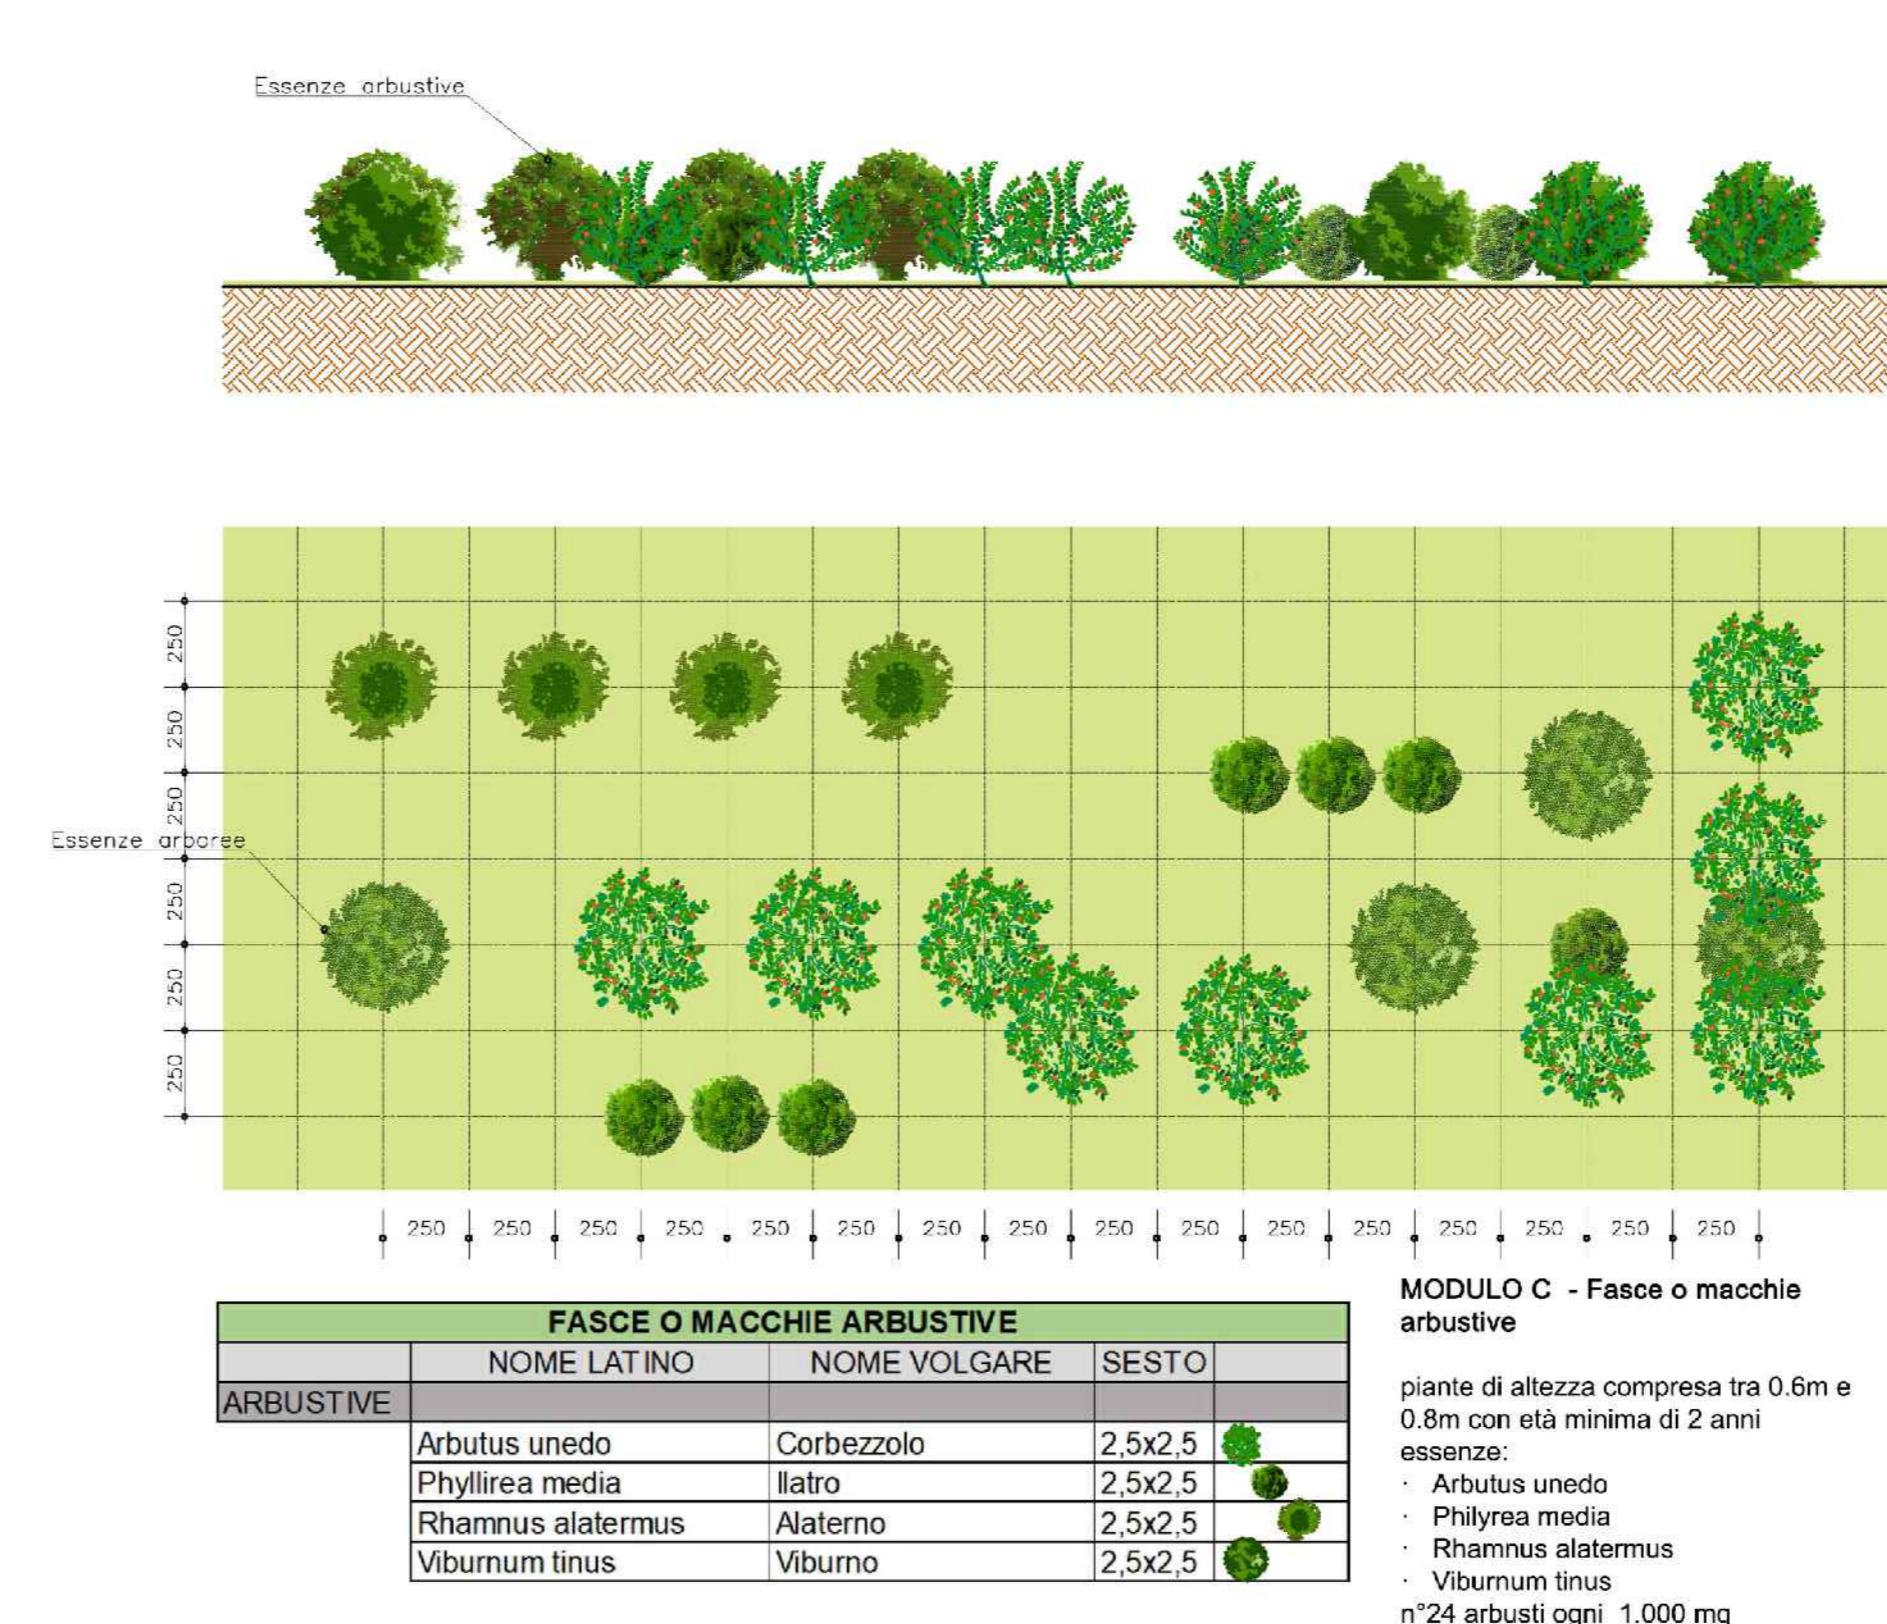 Essenze arbustive
250
250
250
Essenze arboree
250
250
250
250 250 250 250 250 250 250 250 250 250 250 250 250 250 250 250
FASCE O MACCHIE ARBUSTIVE
NOME LATINO NOME VOLGARE SESTO
ARBUSTIVE
Arbutus unedo Corbezzolo 2,5x2,5
Phyllirea media Ilatro 2,5x2,5
Rhamnus alatermus Alaterno 2,5x2,5
Viburnum tinus Viburno 2,5x2,5
MODULO C - Fasce o macchie
arbustive
piante di altezza compresa tra 0.6m e
0.8m con età minima di 2 anni
essenze:
· Arbutus unedo
· Philyrea media
· Rhamnus alatermus
· Viburnum tinus
n°24 arbusti ogni 1.000 mq